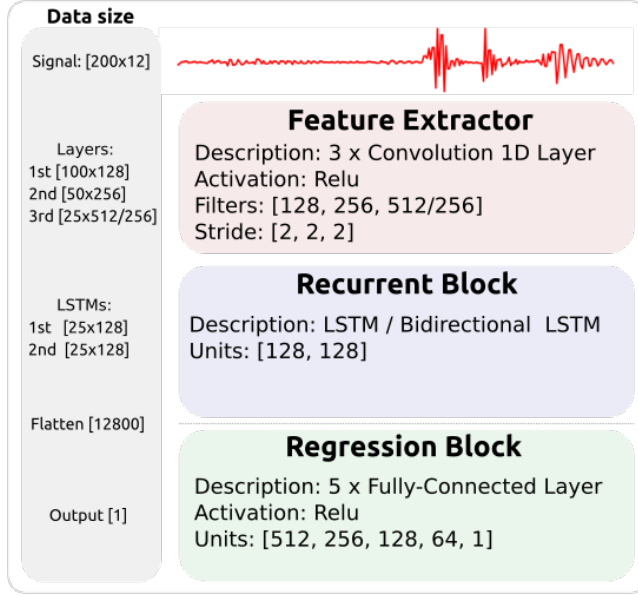 Data size
Signal: [200x12]
Feature Extractor
Description: 3 x Convolution 1D Layer
Activation: Relu
Filters: [128, 256, 512/256]
Stride: [2, 2, 2]
Layers:
1st [100x128]
2nd [50x256]
3rd [25x512/256]
Recurrent Block
Description: LSTM / Bidirectional LSTM
Units: [128, 128]
LSTMs:
1st [25x128]
2nd [25x128]
Flatten [12800]
Regression Block
Description: 5 x Fully-Connected Layer
Activation: Relu
Units: [512, 256, 128, 64, 1]
Output [1]